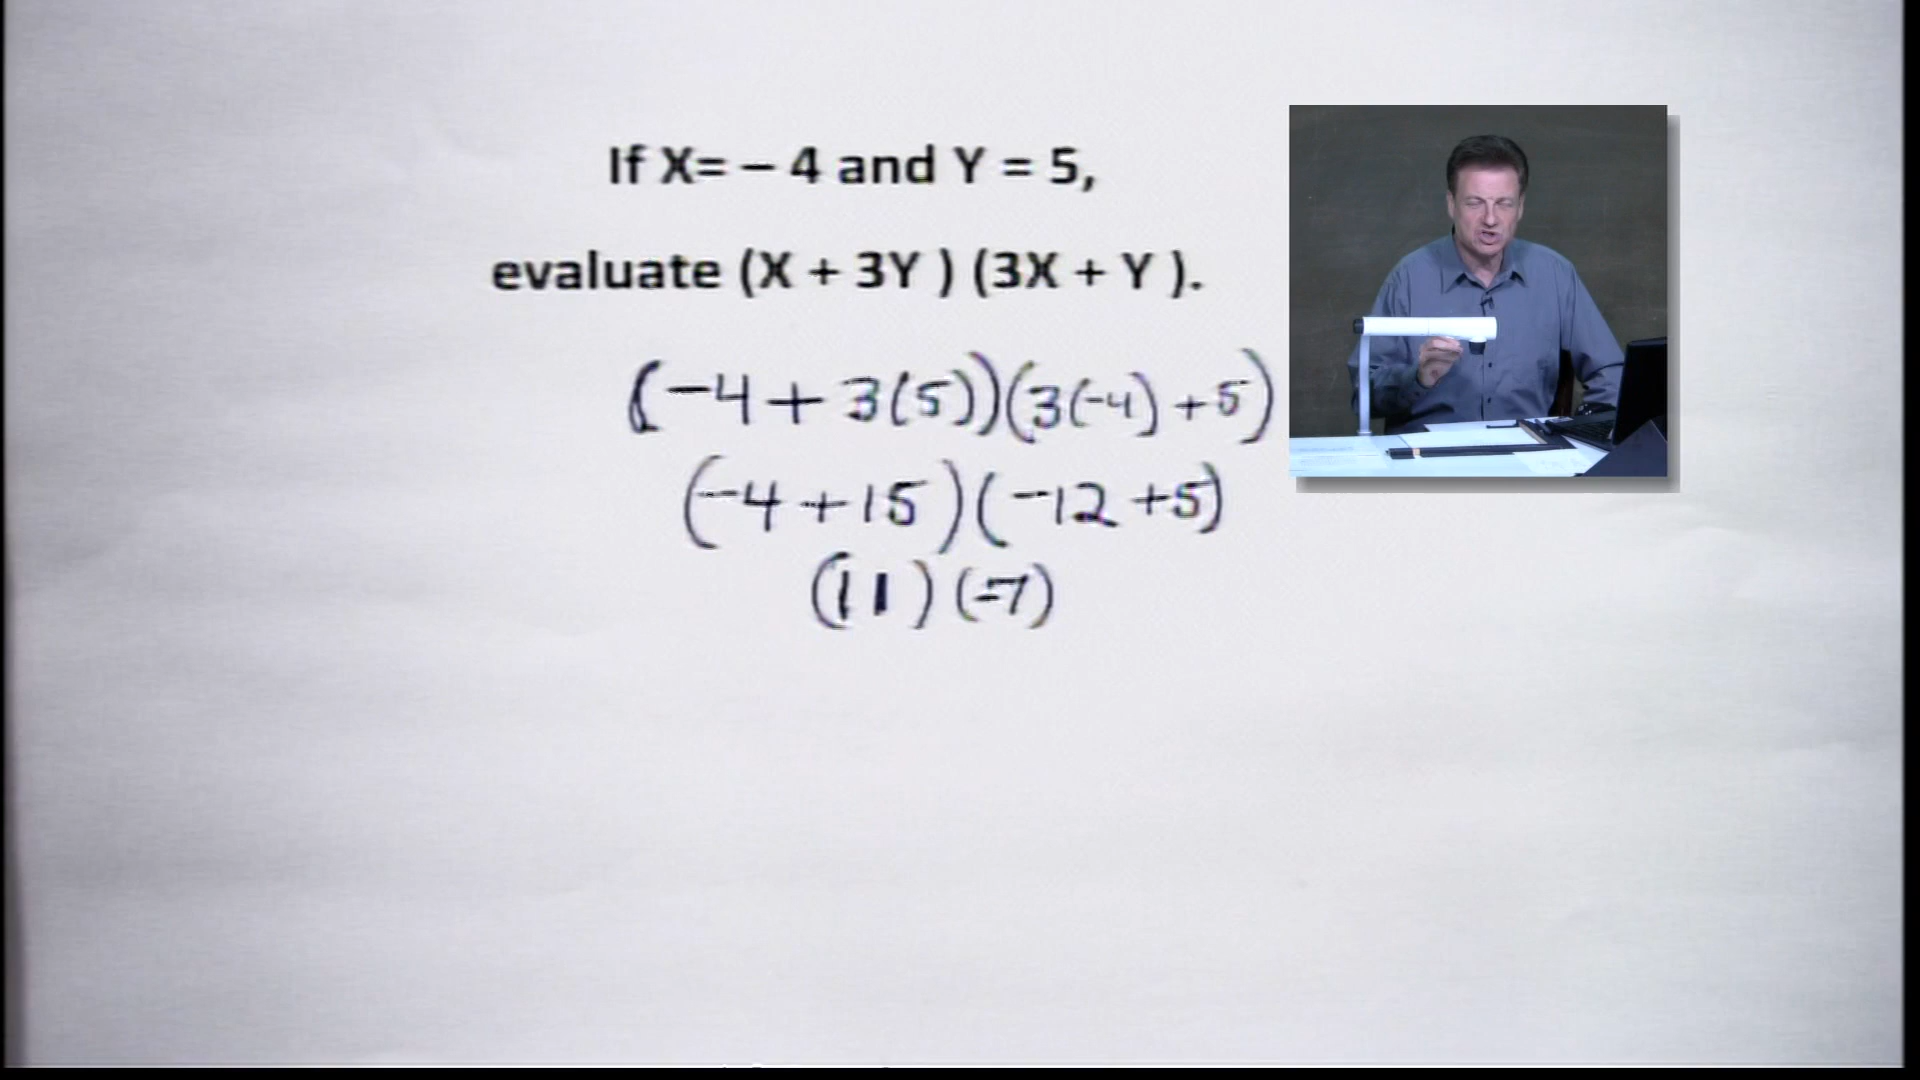 If X= – 4 and Y = 5,
evaluate (X + 3Y ) (3X + Y ).
(-4 + 3(5))(3(-4) +5)
(-4 +15)(-12 +5)
(11)(-7)